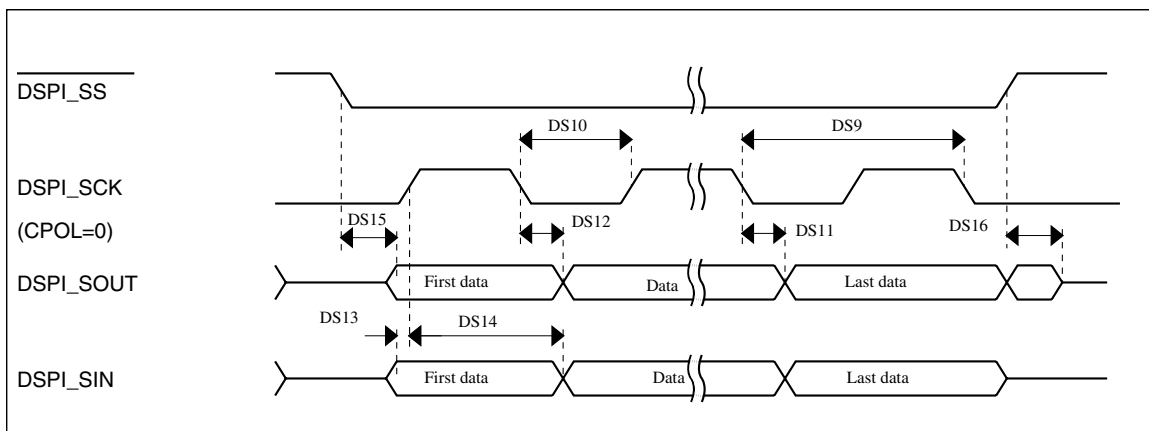 DSPI_SS
DS10
DS9
DSPI_SCK
DS15
DS12
DS11
DS16
(CPOL=0)
DSPI_SOUT
First data
Data
Last data
DS13
DS14
DSPI_SIN
First data
Data
Last data